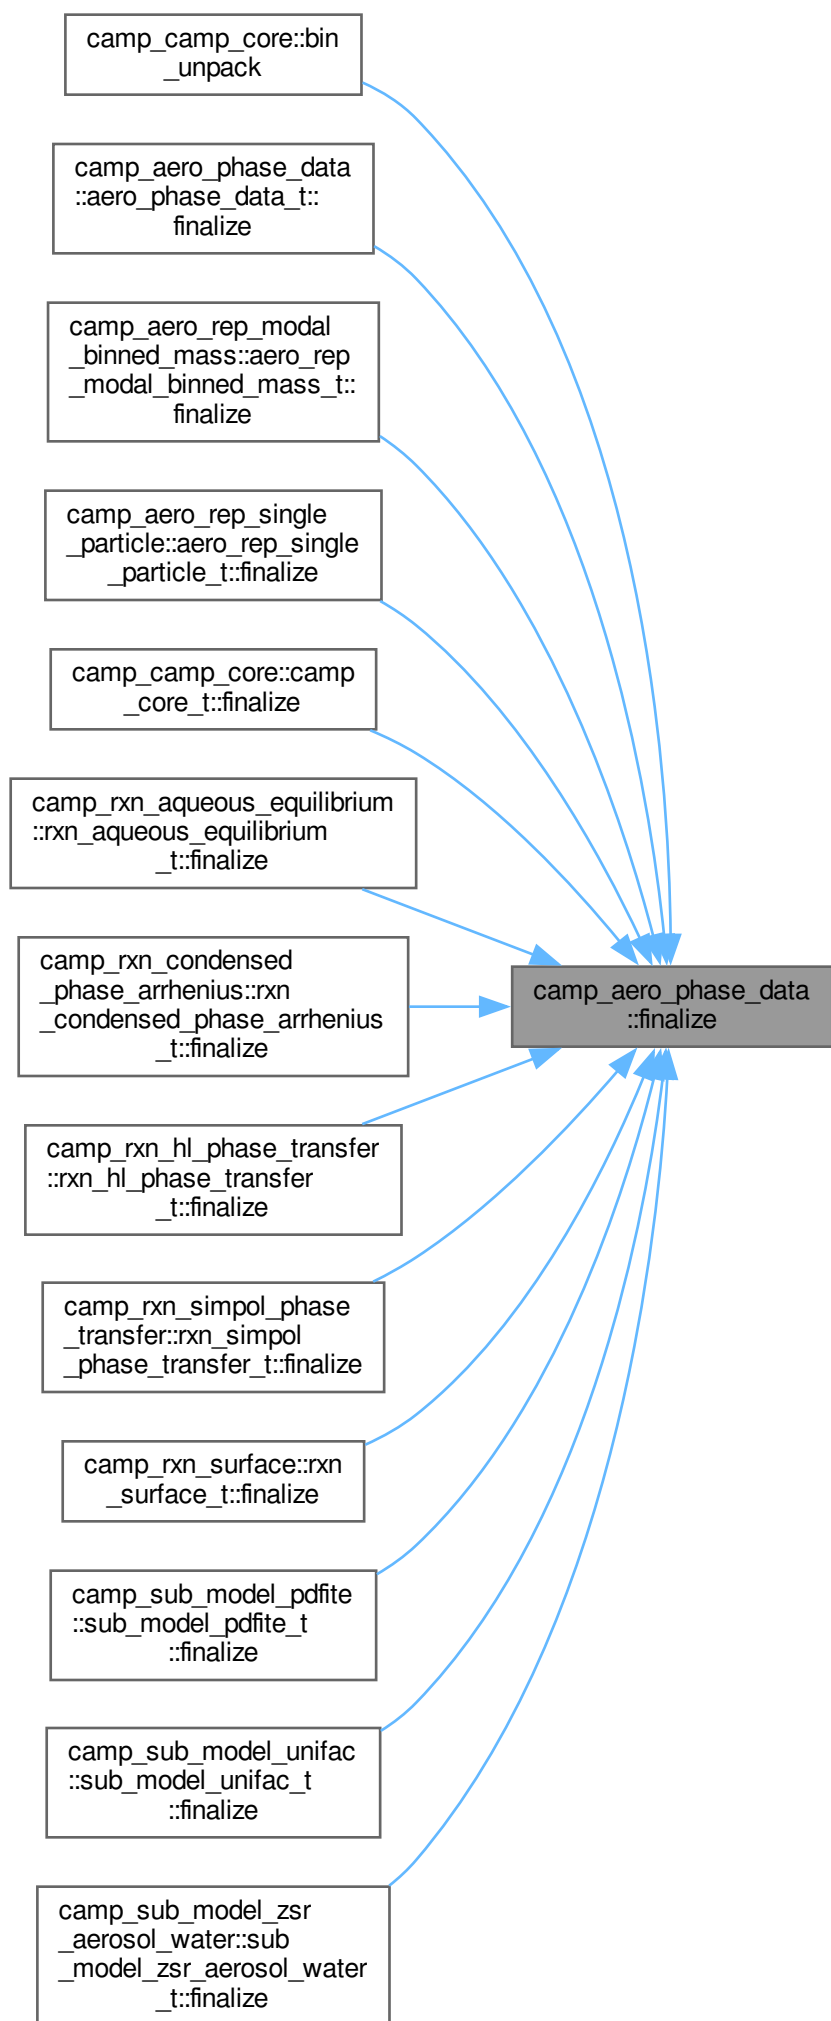 camp_camp_core::bin
_unpack
camp_aero_phase_data
::aero_phase_data_t::
finalize
camp_aero_rep_modal
_binned_mass::aero_rep
_modal_binned_mass_t::
finalize
camp_aero_rep_single
_particle::aero_rep_single
_particle_t::finalize
camp_camp_core::camp
_core_t::finalize
camp_rxn_aqueous_equilibrium
::rxn_aqueous_equilibrium
_t::finalize
camp_rxn_condensed
_phase_arrhenius::rxn
_condensed_phase_arrhenius
_t::finalize
camp_aero_phase_data
::finalize
camp_rxn_hl_phase_transfer
::rxn_hl_phase_transfer
_t::finalize
camp_rxn_simpol_phase
_transfer::rxn_simpol
_phase_transfer_t::finalize
camp_rxn_surface::rxn
_surface_t::finalize
camp_sub_model_pdfite
::sub_model_pdfite_t
::finalize
camp_sub_model_unifac
::sub_model_unifac_t
::finalize
camp_sub_model_zsr
_aerosol_water::sub
_model_zsr_aerosol_water
_t::finalize